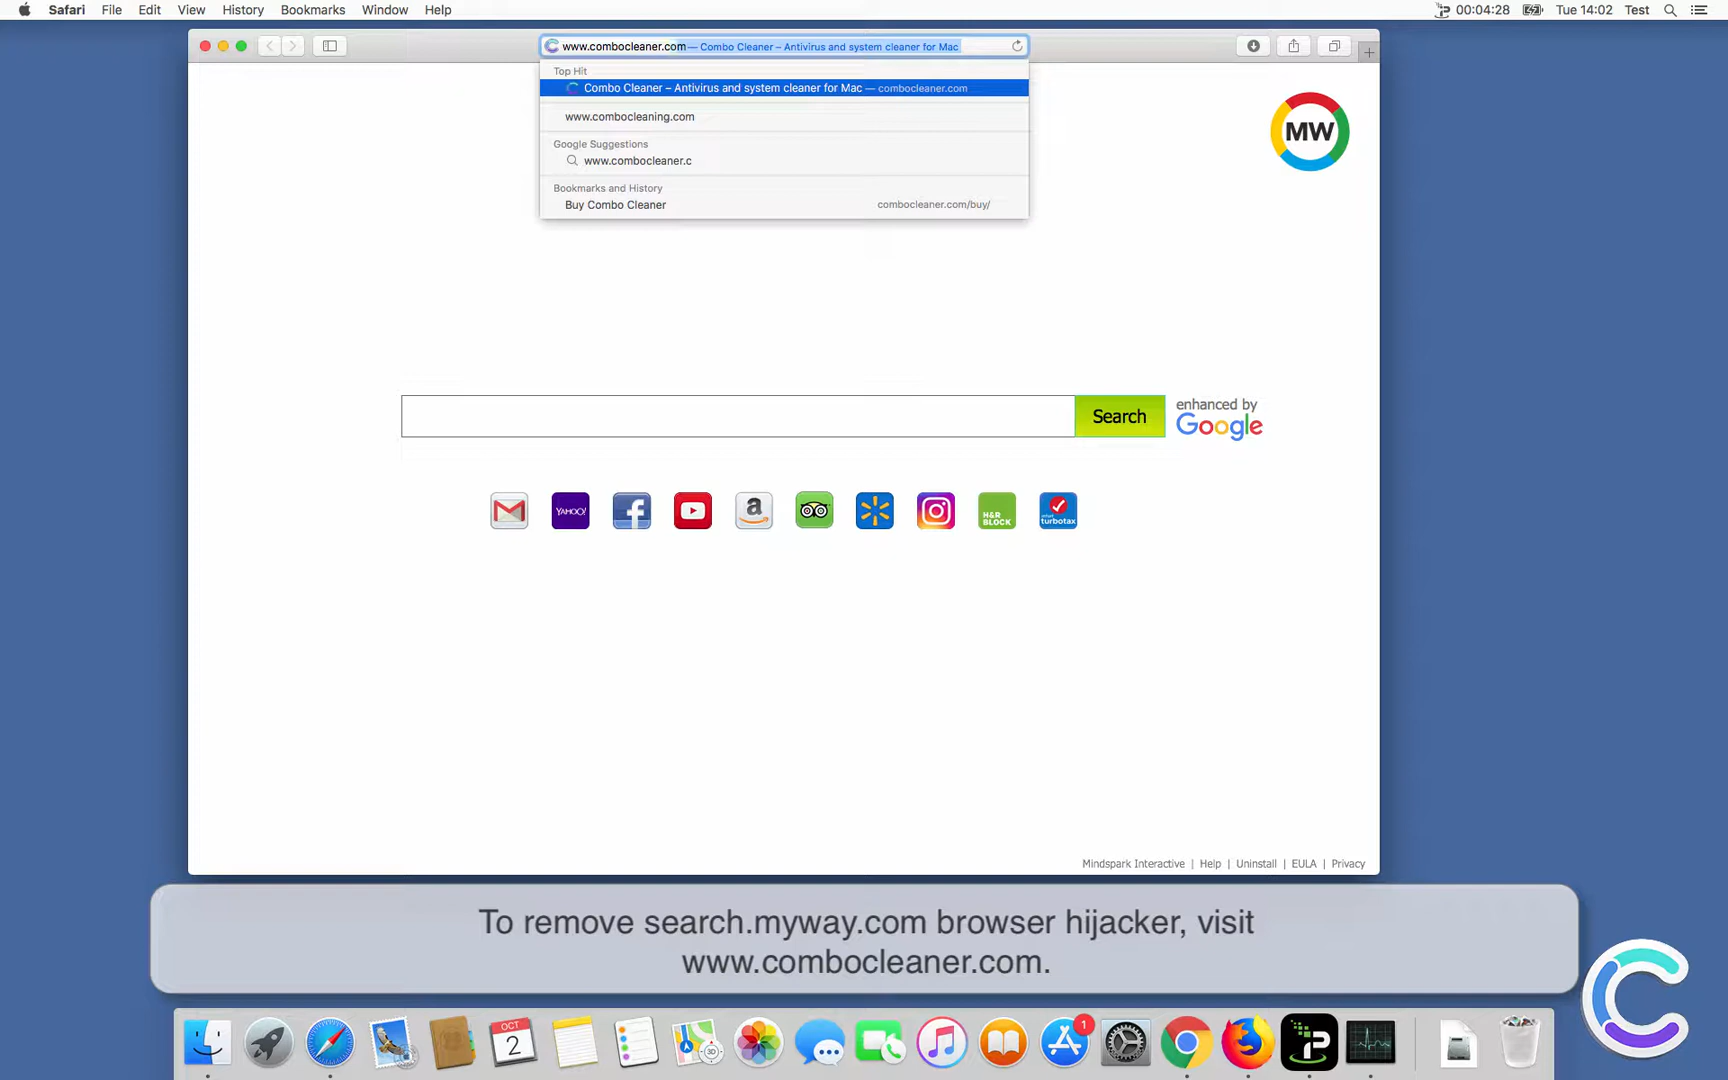 Safari File Edit View History Bookmarks Window Help 00:04:28 Tue 14:02 Test
www.combocleaner.com — Combo Cleaner – Antivirus and system cleaner for Mac
Top Hit
Combo Cleaner – Antivirus and system cleaner for Mac — combocleaner.com
www.combocleaning.com
Google Suggestions
www.combocleaner.c
Bookmarks and History
Buy Combo Cleaner combocleaner.com/buy/
MW
Search
enhanced by
Google
YAHOO!
a
H&R
BLOCK
intuit
turbotax
Mindspark Interactive | Help | Uninstall | EULA | Privacy
To remove search.myway.com browser hijacker, visit
www.combocleaner.com.
OCT
2
3D
1